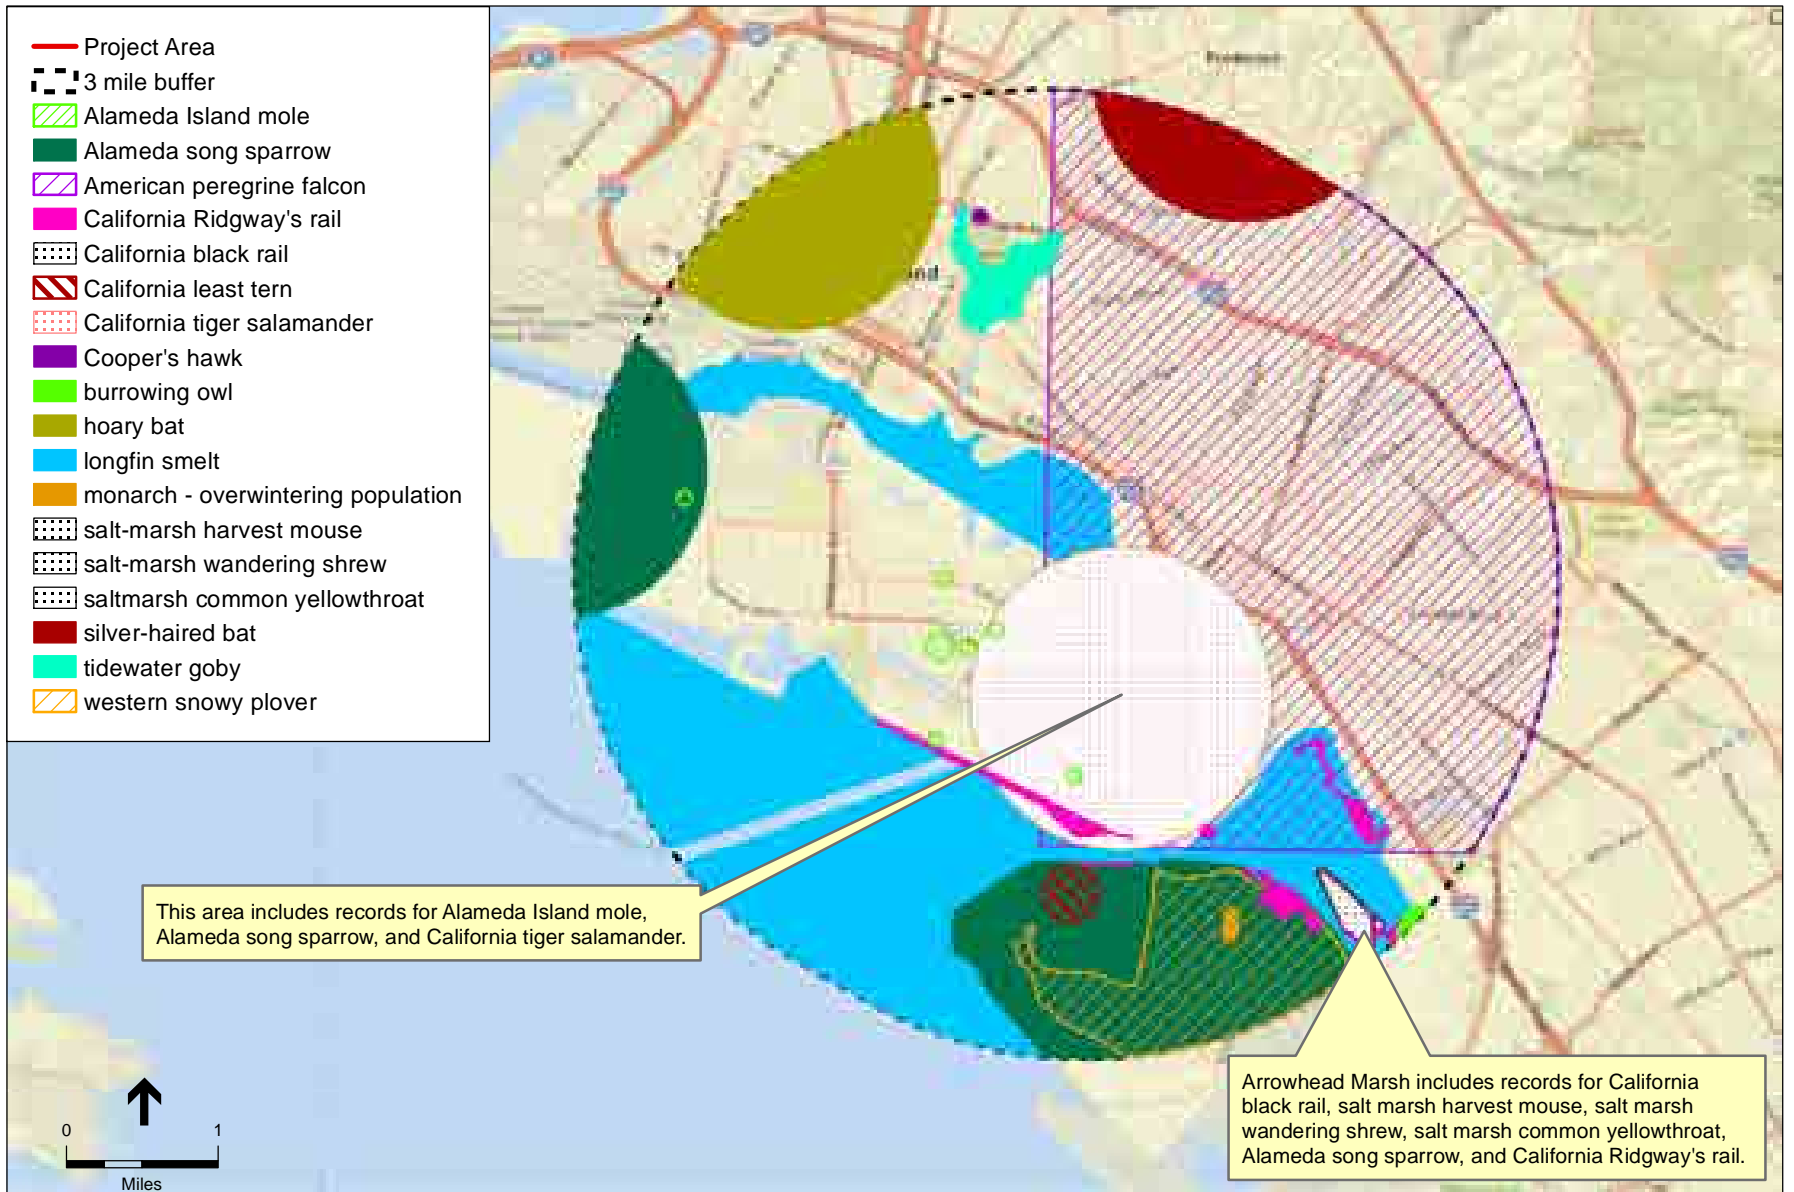 Project Area
3 mile buffer
Alameda Island mole
Alameda song sparrow
American peregrine falcon
California Ridgway's rail
California black rail
California least tern
California tiger salamander
Cooper's hawk
burrowing owl
hoary bat
longfin smelt
monarch - overwintering population
salt-marsh harvest mouse
salt-marsh wandering shrew
saltmarsh common yellowthroat
silver-haired bat
tidewater goby
western snowy plover
This area includes records for Alameda Island mole,
Alameda song sparrow, and California tiger salamander.
Arrowhead Marsh includes records for California
black rail, salt marsh harvest mouse, salt marsh
wandering shrew, salt marsh common yellowthroat,
Alameda song sparrow, and California Ridgway's rail.
0 1
Miles